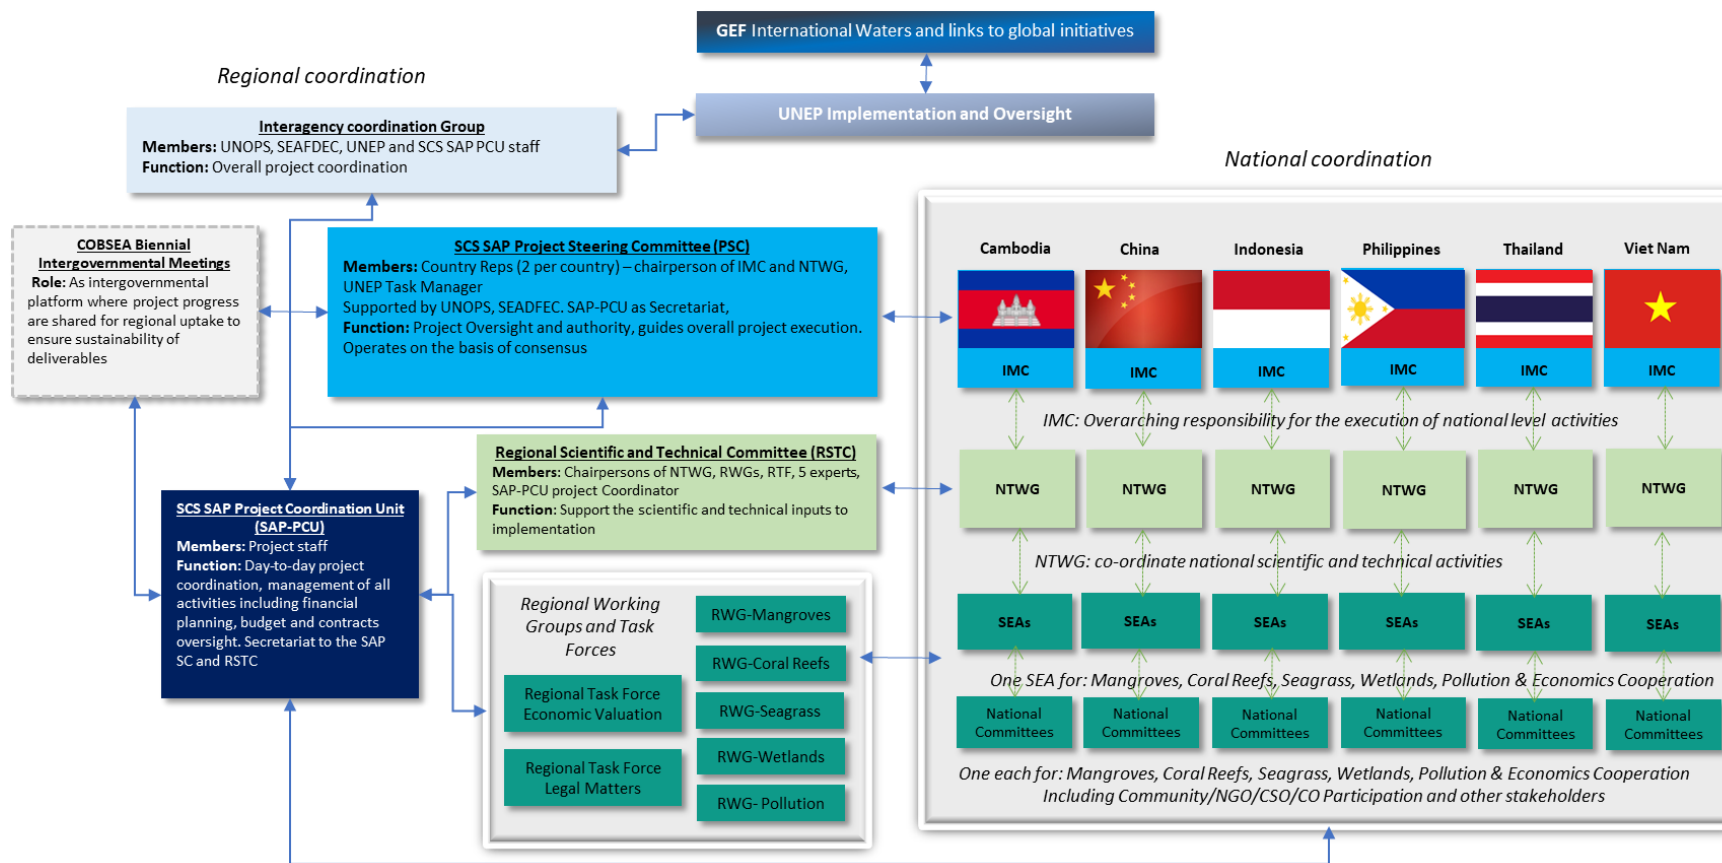 GEF International Waters and links to global initiatives
Regional coordination
UNEP Implementation and Oversight
Interagency coordination Group
Members: UNOPS, SEAFDEC, UNEP and SCS SAP PCU staff
Function: Overall project coordination
National coordination
COBSEA Biennial
Intergovernmental Meetings
Role: As intergovernmental
platform where project progress
are shared for regional uptake to
ensure sustainability of
deliverables
SCS SAP Project Steering Committee (PSC)
Members: Country Reps (2 per country) – chairperson of IMC and NTWG,
UNEP Task Manager
Supported by UNOPS, SEADFEC. SAP-PCU as Secretariat,
Function: Project Oversight and authority, guides overall project execution.
Operates on the basis of consensus
Regional Scientific and Technical Committee (RSTC)
Members: Chairpersons of NTWG, RWGs, RTF, 5 experts,
SAP-PCU project Coordinator
Function: Support the scientific and technical inputs to
implementation
SCS SAP Project Coordination Unit
(SAP-PCU)
Members: Project staff
Function: Day-to-day project
coordination, management of all
activities including financial
planning, budget and contracts
oversight. Secretariat to the SAP
SC and RSTC
Regional Working
Groups and Task
Forces
Regional Task Force
Economic Valuation
Regional Task Force
Legal Matters
RWG-Mangroves
RWG-Coral Reefs
RWG-Seagrass
RWG-Wetlands
RWG- Pollution
Cambodia China Indonesia Philippines Thailand Viet Nam
IMC IMC IMC IMC IMC IMC
IMC: Overarching responsibility for the execution of national level activities
NTWG NTWG NTWG NTWG NTWG NTWG
NTWG: co-ordinate national scientific and technical activities
SEAs SEAs SEAs SEAs SEAs SEAs
One SEA for: Mangroves, Coral Reefs, Seagrass, Wetlands, Pollution & Economics Cooperation
National National National National National National
Committees Committees Committees Committees Committees Committees
One each for: Mangroves, Coral Reefs, Seagrass, Wetlands, Pollution & Economics Cooperation
Including Community/NGO/CSO/CO Participation and other stakeholders